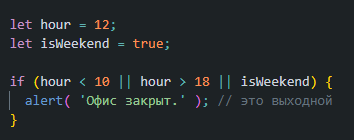 let hour = 12;
let isWeekend = true;

if (hour < 10 || hour > 18 || isWeekend) {
  alert( 'Офис закрыт.' ); // это выходной
}